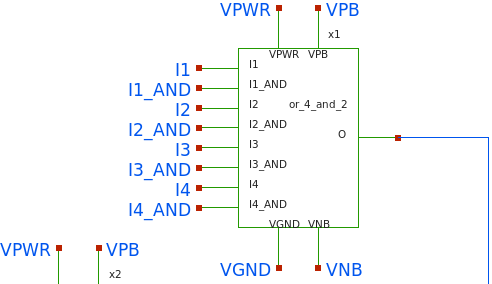 VPWR VPB
x1
VPWR VPB
I1 I1
I1_AND I1_AND
I2 I2 or_4_and_2
I2_AND I2_AND
O
I3 I3
I3_AND I3_AND
I4 I4
I4_AND I4_AND
VGND VNB
VPWR VPB
VGND VNB
x2